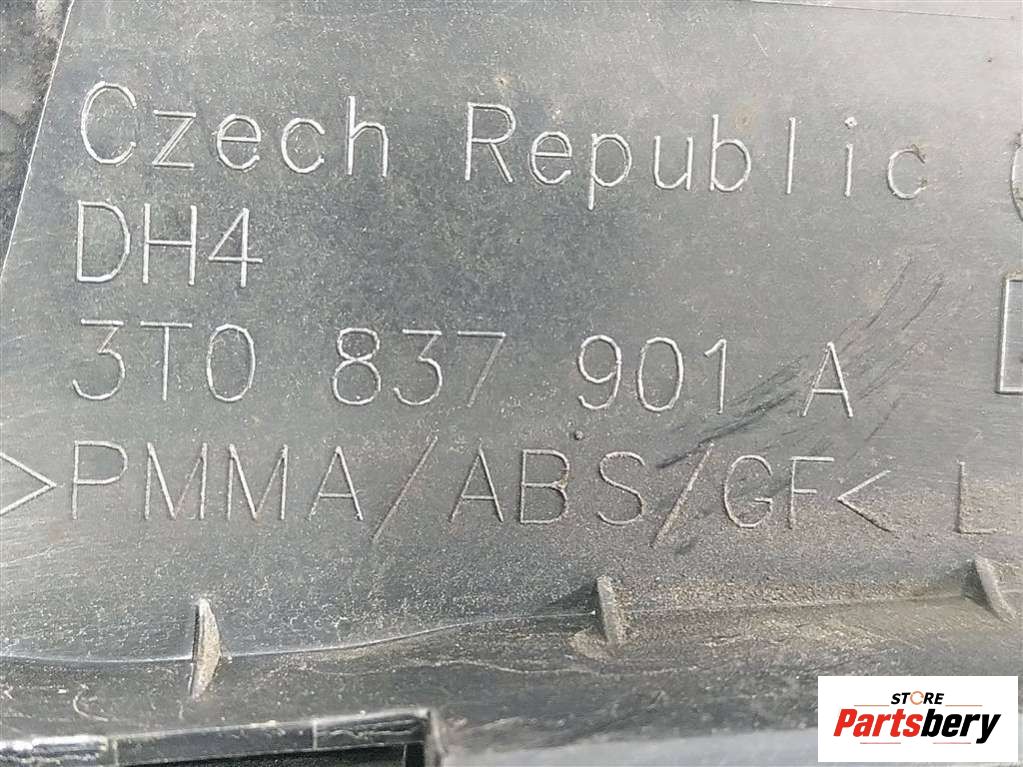 Czech Republic
DH4
3T0 837 901 A
>PMMA/ABS/GF< L
STORE
Partsbery